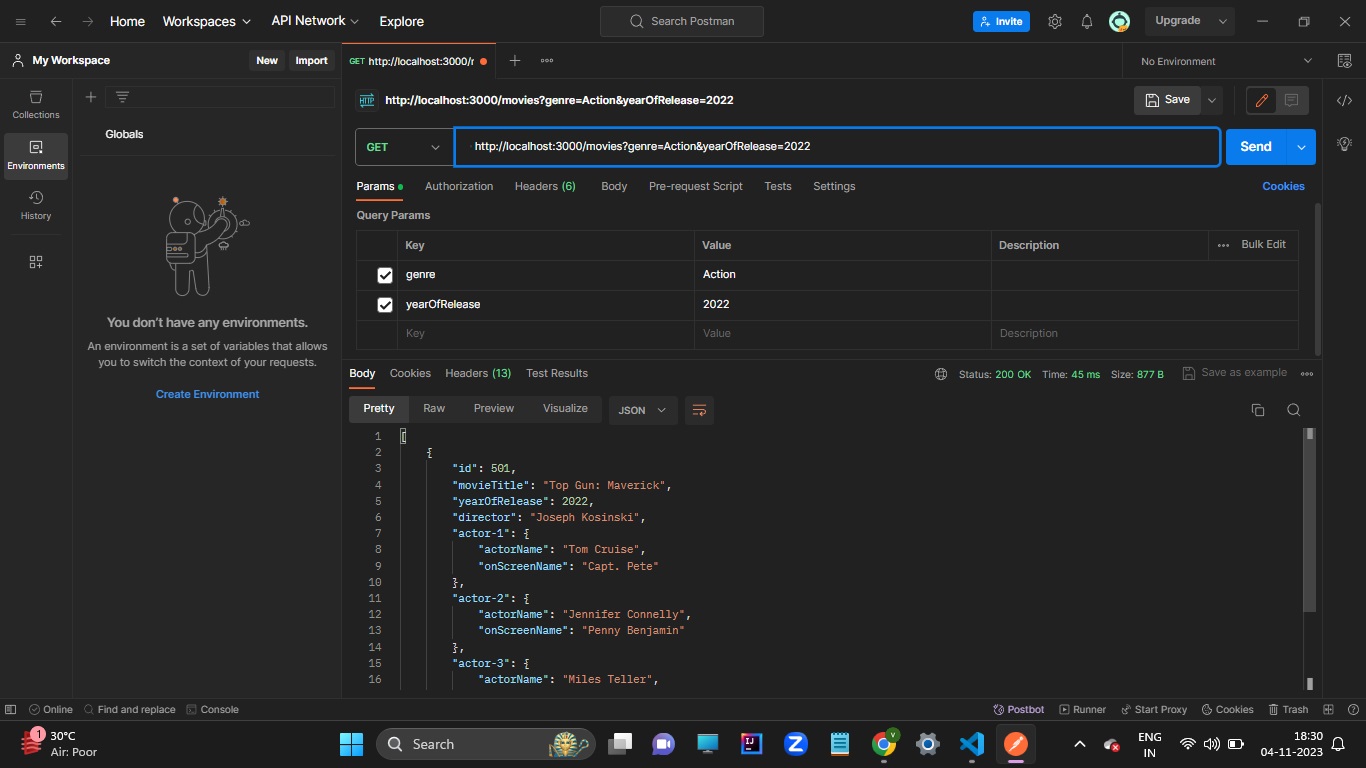 Home Workspaces API Network Explore Search Postman Invite Upgrade
My Workspace New Import GET http://localhost:3000/r No Environment
Collections
Environments
History
Globals
You don't have any environments.
An environment is a set of variables that allows
you to switch the context of your requests.
Create Environment
HTTP http://localhost:3000/movies?genre=Action&yearOfRelease=2022 Save
GET http://localhost:3000/movies?genre=Action&yearOfRelease=2022 Send
Params Authorization Headers (6) Body Pre-request Script Tests Settings Cookies
Query Params
Key Value Description Bulk Edit
genre Action
yearOfRelease 2022
Key Value Description
Body Cookies Headers (13) Test Results Status: 200 OK Time: 45 ms Size: 877 B Save as example
Pretty Raw Preview Visualize JSON
1 [
2 {
3 "id": 501,
4 "movieTitle": "Top Gun: Maverick",
5 "yearOfRelease": 2022,
6 "director": "Joseph Kosinski",
7 "actor-1": {
8 "actorName": "Tom Cruise",
9 "onScreenName": "Capt. Pete"
10 },
11 "actor-2": {
12 "actorName": "Jennifer Connelly",
13 "onScreenName": "Penny Benjamin"
14 },
15 "actor-3": {
16 "actorName": "Miles Teller",
Online Find and replace Console Postbot Runner Start Proxy Cookies Trash
1 30°C
Air: Poor
Search
V
ENG
IN
18:30
04-11-2023